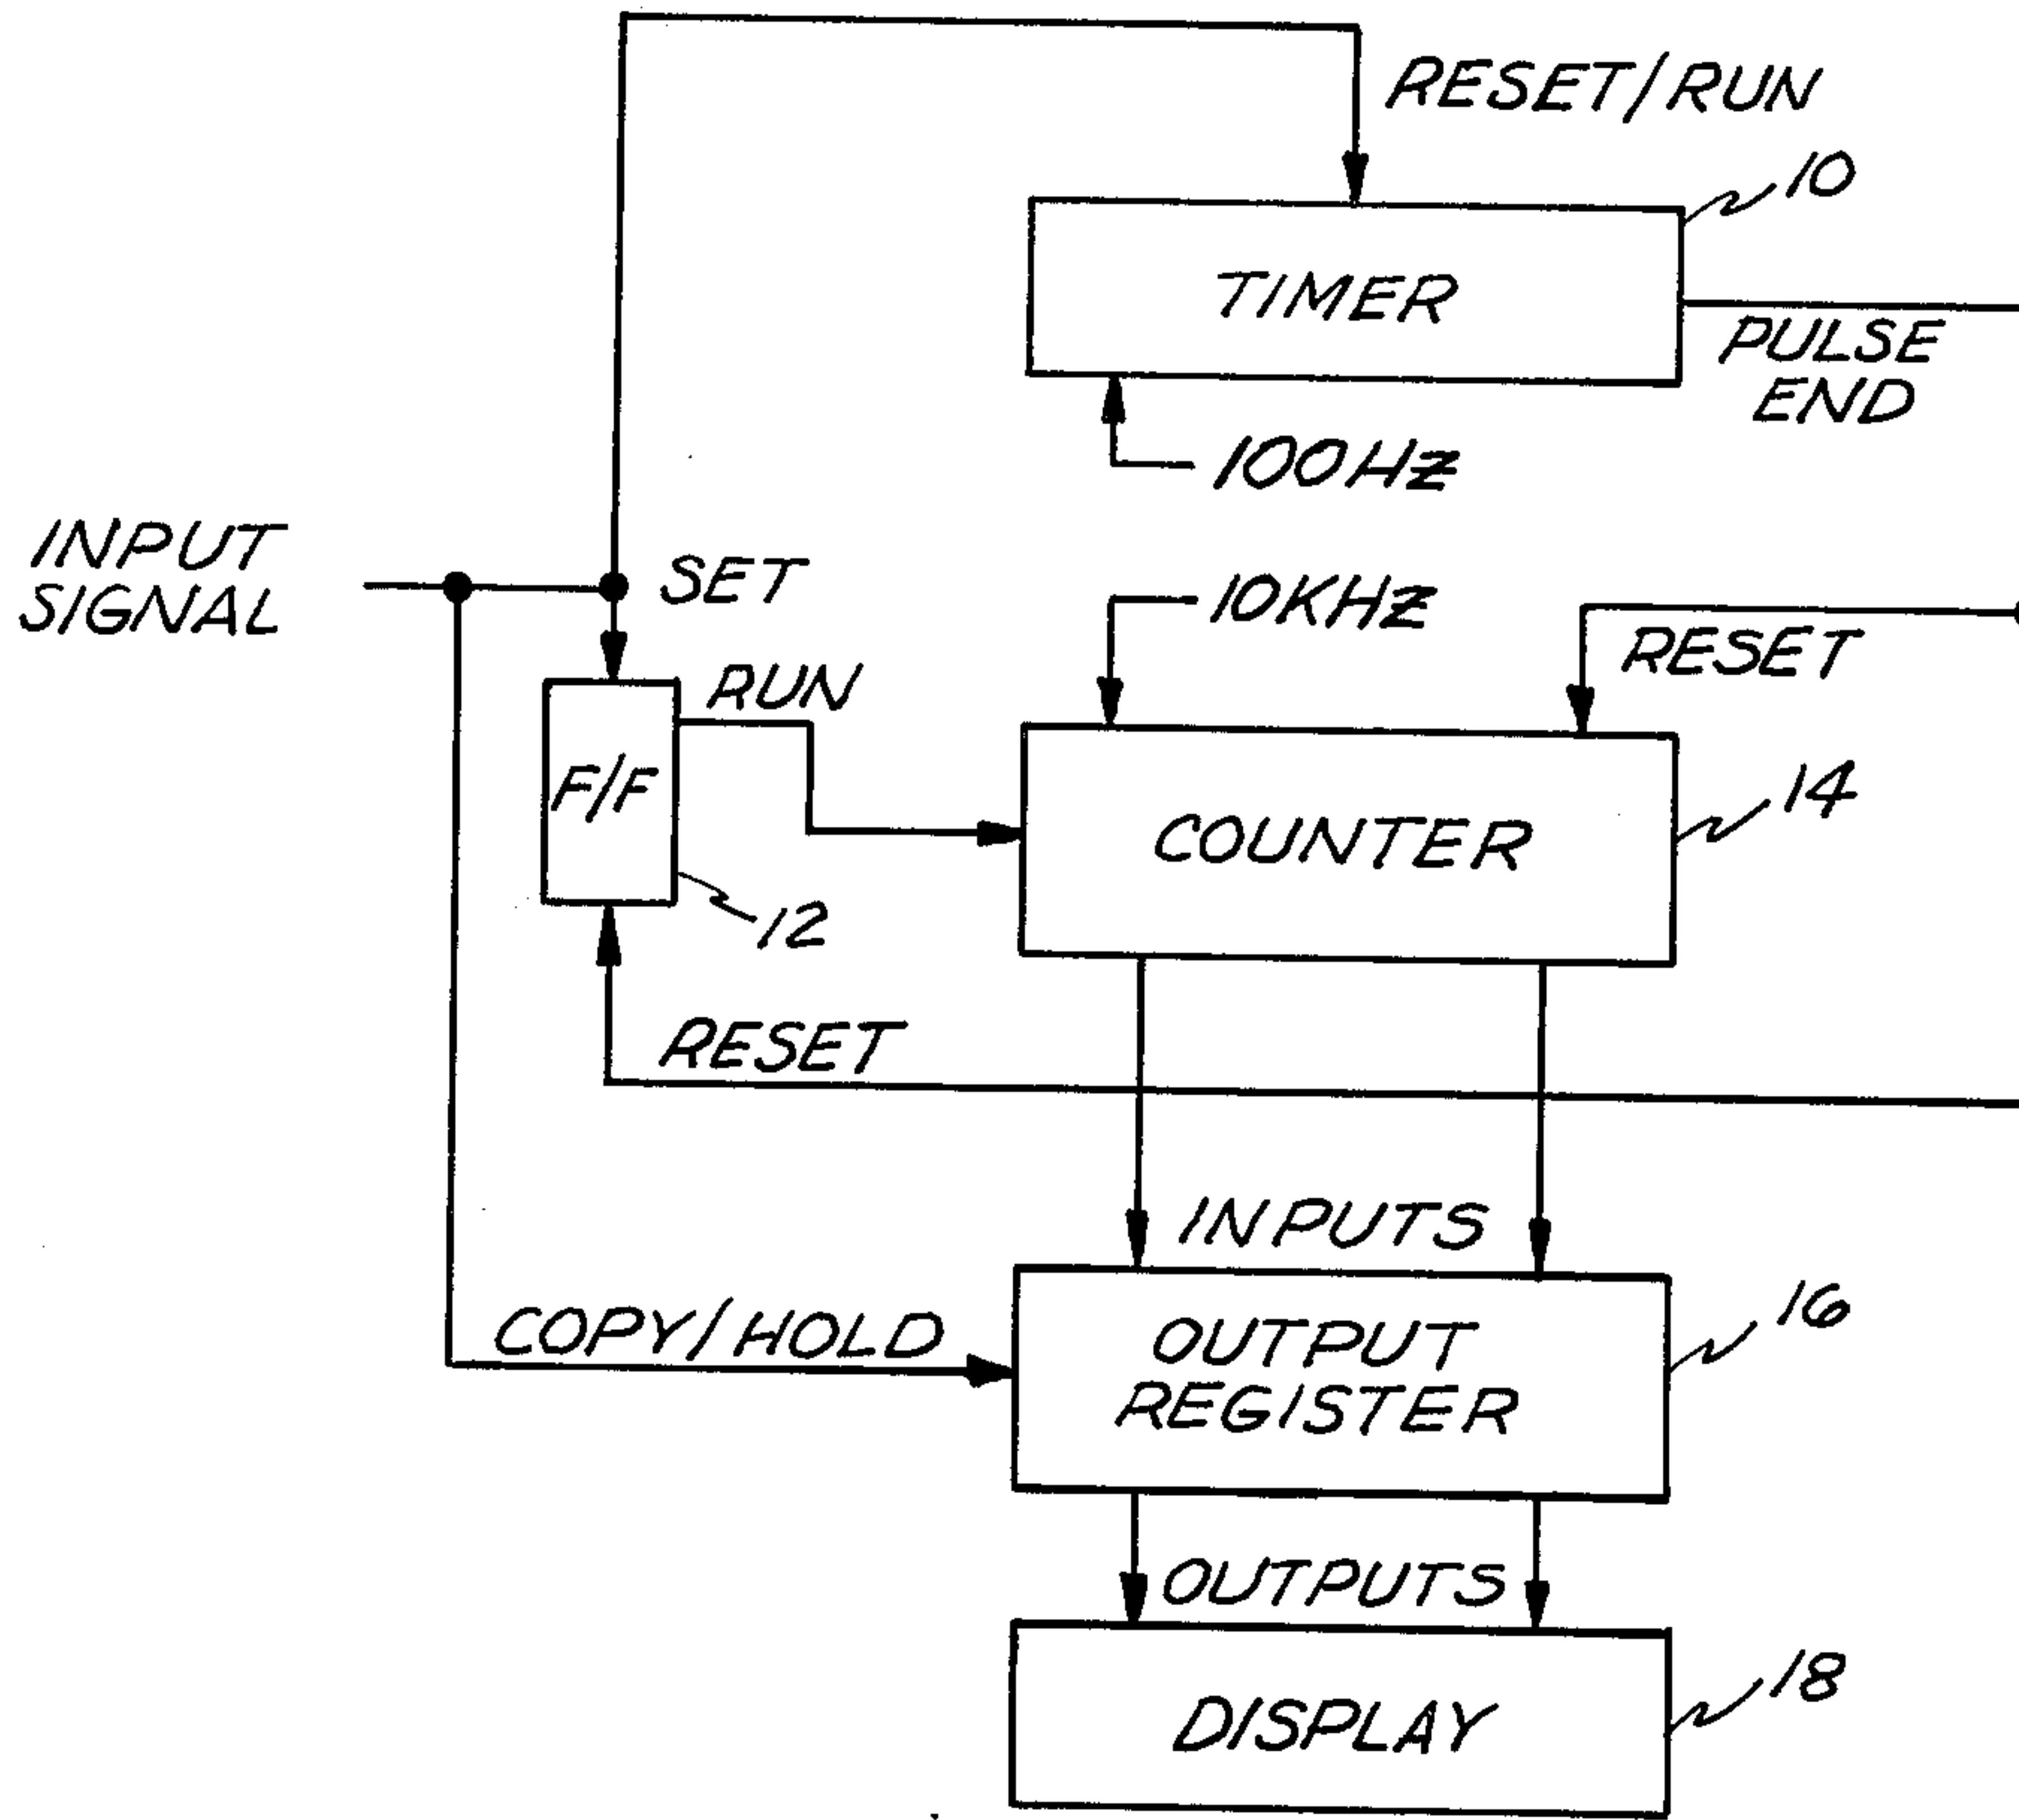 RESET/RUN
10
TIMER
PULSE
END
100HZ
INPUT
SIGNAL
SET
10KHZ
RESET
RUN
F/F
14
COUNTER
12
RESET
INPUTS
COPY/HOLD
16
OUTPUT
REGISTER
OUTPUTS
18
DISPLAY